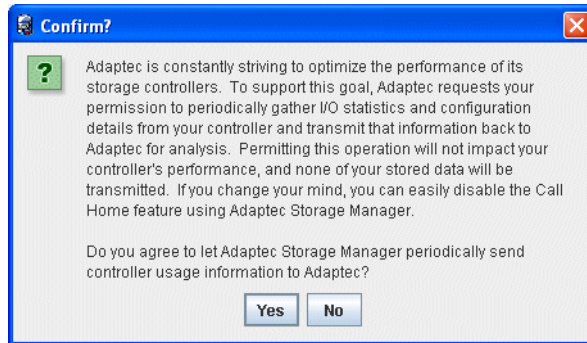 Confirm?
?
Adaptec is constantly striving to optimize the performance of its
storage controllers. To support this goal, Adaptec requests your
permission to periodically gather I/O statistics and configuration
details from your controller and transmit that information back to
Adaptec for analysis. Permitting this operation will not impact your
controller's performance, and none of your stored data will be
transmitted. If you change your mind, you can easily disable the Call
Home feature using Adaptec Storage Manager.
Do you agree to let Adaptec Storage Manager periodically send
controller usage information to Adaptec?
Yes No